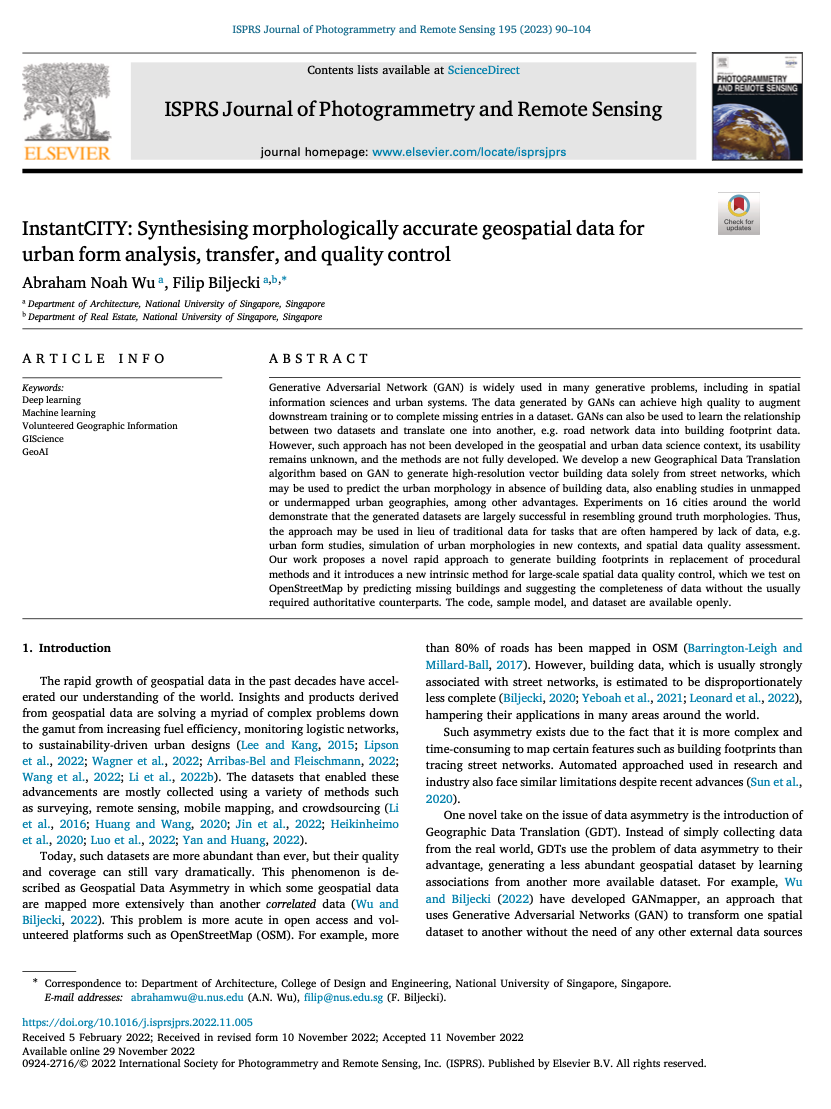 ISPRS Journal of Photogrammetry and Remote Sensing 195 (2023) 90–104
Contents lists available at ScienceDirect
ISPRS Journal of Photogrammetry and Remote Sensing
journal homepage: www.elsevier.com/locate/isprsjprs
ELSEVIER
PHOTOGRAMMETRY
AND REMOTE SENSING
Check for
updates
InstantCITY: Synthesising morphologically accurate geospatial data for
urban form analysis, transfer, and quality control
Abraham Noah Wu a, Filip Biljecki a,b,*
a Department of Architecture, National University of Singapore, Singapore
b Department of Real Estate, National University of Singapore, Singapore
ARTICLE INFO
Keywords:
Deep learning
Machine learning
Volunteered Geographic Information
GIScience
GeoAI
ABSTRACT
Generative Adversarial Network (GAN) is widely used in many generative problems, including in spatial
information sciences and urban systems. The data generated by GANs can achieve high quality to augment
downstream training or to complete missing entries in a dataset. GANs can also be used to learn the relationship
between two datasets and translate one into another, e.g. road network data into building footprint data.
However, such approach has not been developed in the geospatial and urban data science context, its usability
remains unknown, and the methods are not fully developed. We develop a new Geographical Data Translation
algorithm based on GAN to generate high-resolution vector building data solely from street networks, which
may be used to predict the urban morphology in absence of building data, also enabling studies in unmapped
or undermapped urban geographies, among other advantages. Experiments on 16 cities around the world
demonstrate that the generated datasets are largely successful in resembling ground truth morphologies. Thus,
the approach may be used in lieu of traditional data for tasks that are often hampered by lack of data, e.g.
urban form studies, simulation of urban morphologies in new contexts, and spatial data quality assessment.
Our work proposes a novel rapid approach to generate building footprints in replacement of procedural
methods and it introduces a new intrinsic method for large-scale spatial data quality control, which we test on
OpenStreetMap by predicting missing buildings and suggesting the completeness of data without the usually
required authoritative counterparts. The code, sample model, and dataset are available openly.
1. Introduction
The rapid growth of geospatial data in the past decades have accel-
erated our understanding of the world. Insights and products derived
from geospatial data are solving a myriad of complex problems down
the gamut from increasing fuel efficiency, monitoring logistic networks,
to sustainability-driven urban designs (Lee and Kang, 2015; Lipson
et al., 2022; Wagner et al., 2022; Arribas-Bel and Fleischmann, 2022;
Wang et al., 2022; Li et al., 2022b). The datasets that enabled these
advancements are mostly collected using a variety of methods such
as surveying, remote sensing, mobile mapping, and crowdsourcing (Li
et al., 2016; Huang and Wang, 2020; Jin et al., 2022; Heikinheimo
et al., 2020; Luo et al., 2022; Yan and Huang, 2022).
Today, such datasets are more abundant than ever, but their quality
and coverage can still vary dramatically. This phenomenon is de-
scribed as Geospatial Data Asymmetry in which some geospatial data
are mapped more extensively than another correlated data (Wu and
Biljecki, 2022). This problem is more acute in open access and vol-
unteered platforms such as OpenStreetMap (OSM). For example, more
than 80% of roads has been mapped in OSM (Barrington-Leigh and
Millard-Ball, 2017). However, building data, which is usually strongly
associated with street networks, is estimated to be disproportionately
less complete (Biljecki, 2020; Yeboah et al., 2021; Leonard et al., 2022),
hampering their applications in many areas around the world.
Such asymmetry exists due to the fact that it is more complex and
time-consuming to map certain features such as building footprints than
tracing street networks. Automated approached used in research and
industry also face similar limitations despite recent advances (Sun et al.,
2020).
One novel take on the issue of data asymmetry is the introduction of
Geographic Data Translation (GDT). Instead of simply collecting data
from the real world, GDTs use the problem of data asymmetry to their
advantage, generating a less abundant geospatial dataset by learning
associations from another more available dataset. For example, Wu
and Biljecki (2022) have developed GANmapper, an approach that
uses Generative Adversarial Networks (GAN) to transform one spatial
dataset to another without the need of any other external data sources
* Correspondence to: Department of Architecture, College of Design and Engineering, National University of Singapore, Singapore.
E-mail addresses: abrahamwu@u.nus.edu (A.N. Wu), filip@nus.edu.sg (F. Biljecki).
https://doi.org/10.1016/j.isprsjprs.2022.11.005
Received 5 February 2022; Received in revised form 10 November 2022; Accepted 11 November 2022
Available online 29 November 2022
0924-2716/© 2022 International Society for Photogrammetry and Remote Sensing, Inc. (ISPRS). Published by Elsevier B.V. All rights reserved.